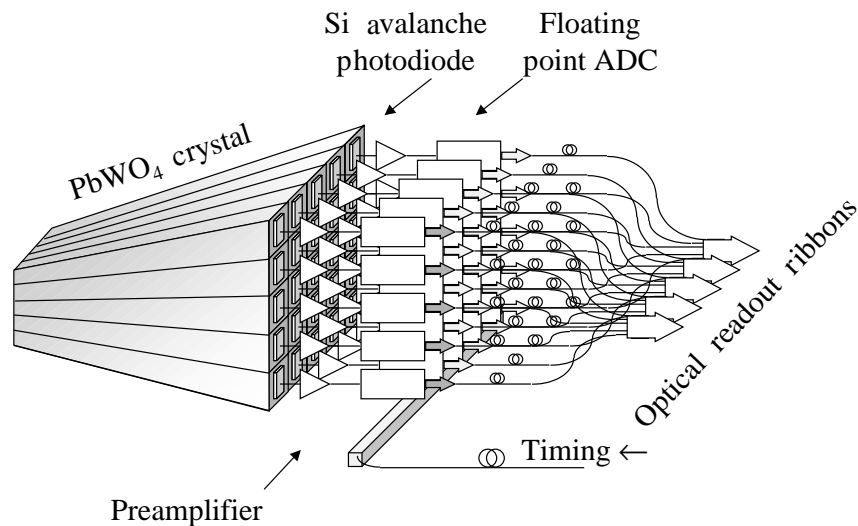 Si avalanche
photodiode
Floating
point ADC
PbWO₄ crystal
Optical readout ribbons
Timing ←
Preamplifier